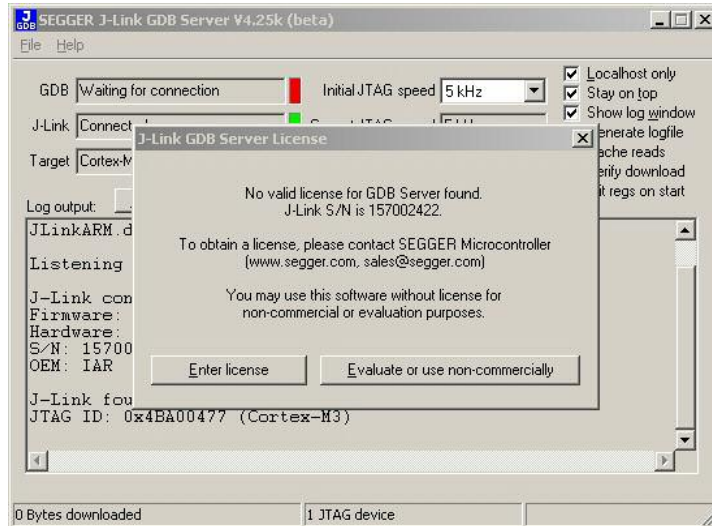 J
GDB
SEGGER J-Link GDB Server V4.25k (beta)
File Help
GDB Waiting for connection
Initial JTAG speed 5 kHz
Localhost only
Stay on top
Show log window
J-Link
5 kHz
enerate logfile
ache reads
Target Cortex-M
erify download
it regs on start
Log output:
J-Link GDB Server License
No valid license for GDB Server found.
J-Link S/N is 157002422.
To obtain a license, please contact SEGGER Microcontroller
(www.segger.com, sales@segger.com)
You may use this software without license for
non-commercial or evaluation purposes.
Enter license
Evaluate or use non-commercially
JLinkARM.d
Listening
J-Link con
Firmware:
Hardware:
S/N: 15700
OEM: IAR
J-Link fou
JTAG ID: 0x4BA00477 (Cortex-M3)
0 Bytes downloaded
1 JTAG device